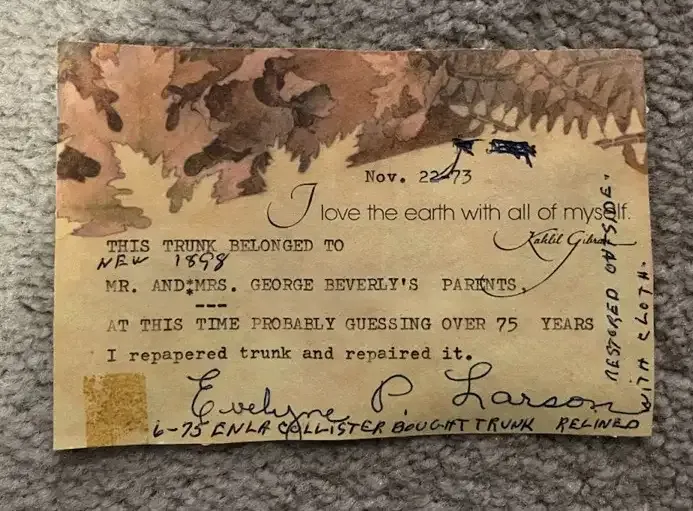 Nov. 22-73
I love the earth with all of myself.
Kahlil Gibran
THIS TRUNK BELONGED TO
NEW 1898
MR. AND MRS. GEORGE BEVERLY'S PARENTS,
AT THIS TIME PROBABLY GUESSING OVER 75 YEARS
I repapered trunk and repaired it.
Evelyne P. Larson
6-75 ENLA COLLISTER BOUGHT TRUNK RELINED
WITH CLOTH.
RESTORED OUTSIDE.